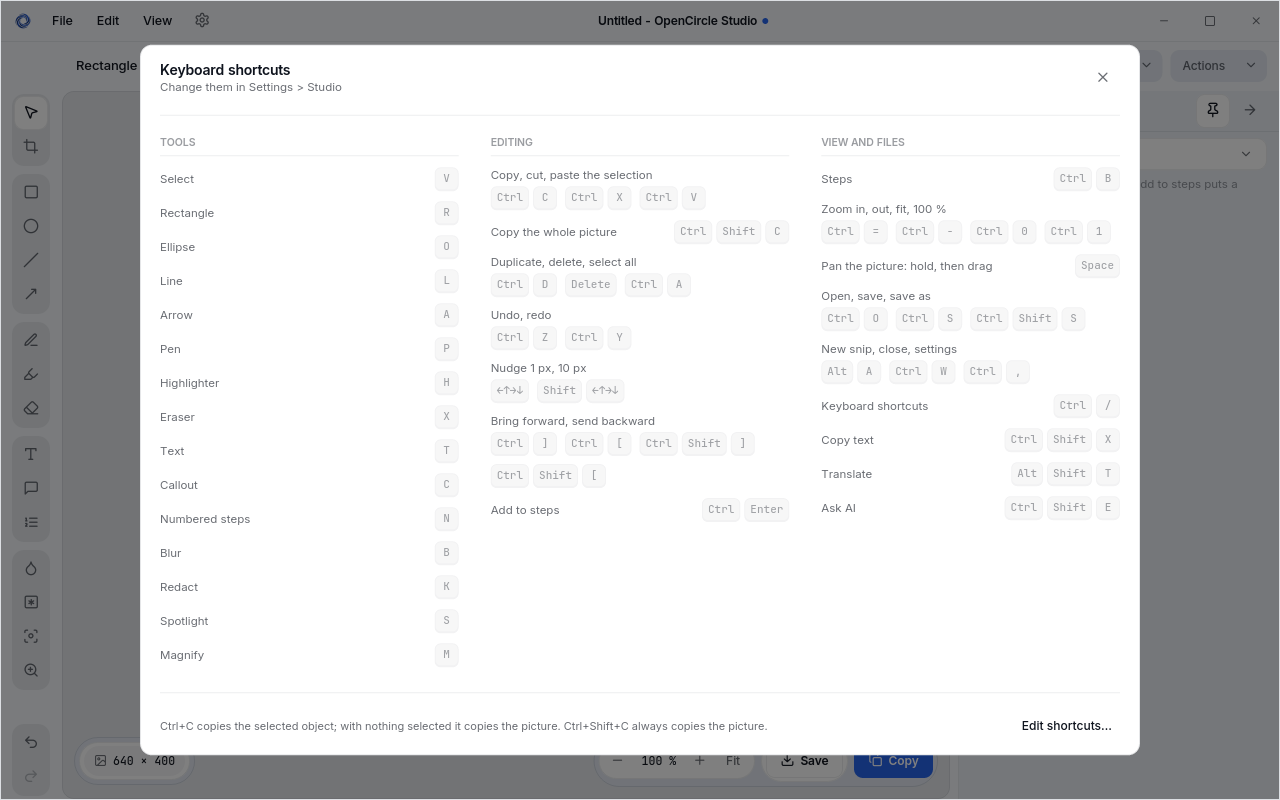 File Edit View
Untitled - OpenCircle Studio
Rectangle
Actions
Keyboard shortcuts
Change them in Settings > Studio
TOOLS
Select V
Rectangle R
Ellipse O
Line L
Arrow A
Pen P
Highlighter H
Eraser X
Text T
Callout C
Numbered steps N
Blur B
Redact K
Spotlight S
Magnify M
EDITING
Copy, cut, paste the selection
Ctrl C Ctrl X Ctrl V
Copy the whole picture Ctrl Shift C
Duplicate, delete, select all
Ctrl D Delete Ctrl A
Undo, redo
Ctrl Z Ctrl Y
Nudge 1 px, 10 px
←↑→↓ Shift ←↑→↓
Bring forward, send backward
Ctrl ] Ctrl [ Ctrl Shift ]
Ctrl Shift [
Add to steps Ctrl Enter
VIEW AND FILES
Steps Ctrl B
Zoom in, out, fit, 100 %
Ctrl = Ctrl - Ctrl 0 Ctrl 1
Pan the picture: hold, then drag Space
Open, save, save as
Ctrl O Ctrl S Ctrl Shift S
New snip, close, settings
Alt A Ctrl W Ctrl ,
Keyboard shortcuts Ctrl /
Copy text Ctrl Shift X
Translate Alt Shift T
Ask AI Ctrl Shift E
Ctrl+C copies the selected object; with nothing selected it copies the picture. Ctrl+Shift+C always copies the picture.
Edit shortcuts...
dd to steps puts a
640 × 400
100 % Fit Save Copy